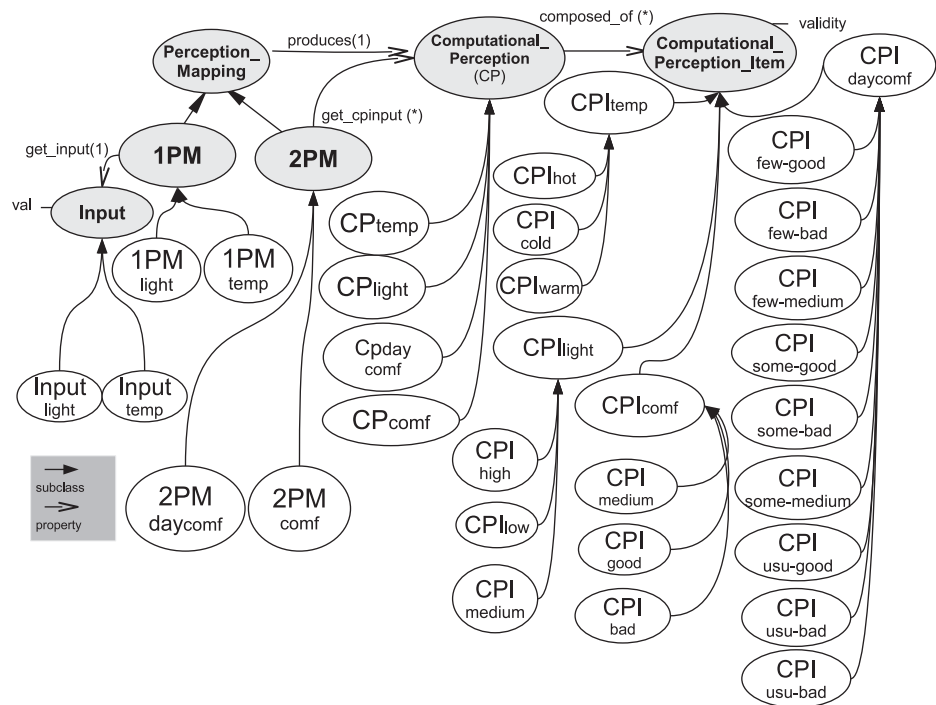 composed_of (*)
validity
produces(1)
Perception_
Mapping
Computational_
Perception
(CP)
Computational_
Perception_Item
CPI
daycomf
get_cpinput (*)
get_input(1)
1PM
2PM
val
Input
1PM
light
1PM
temp
Input
light
Input
temp
subclass
property
2PM
daycomf
2PM
comf
CPtemp
CPlight
Cpday
comf
CPcomf
CPItemp
CPIhot
CPI
cold
CPIwarm
CPIlight
CPI
high
CPIlow
CPI
medium
CPIcomf
CPI
medium
CPI
good
CPI
bad
CPI
few-good
CPI
few-bad
CPI
few-medium
CPI
some-good
CPI
some-bad
CPI
some-medium
CPI
usu-good
CPI
usu-bad
CPI
usu-bad